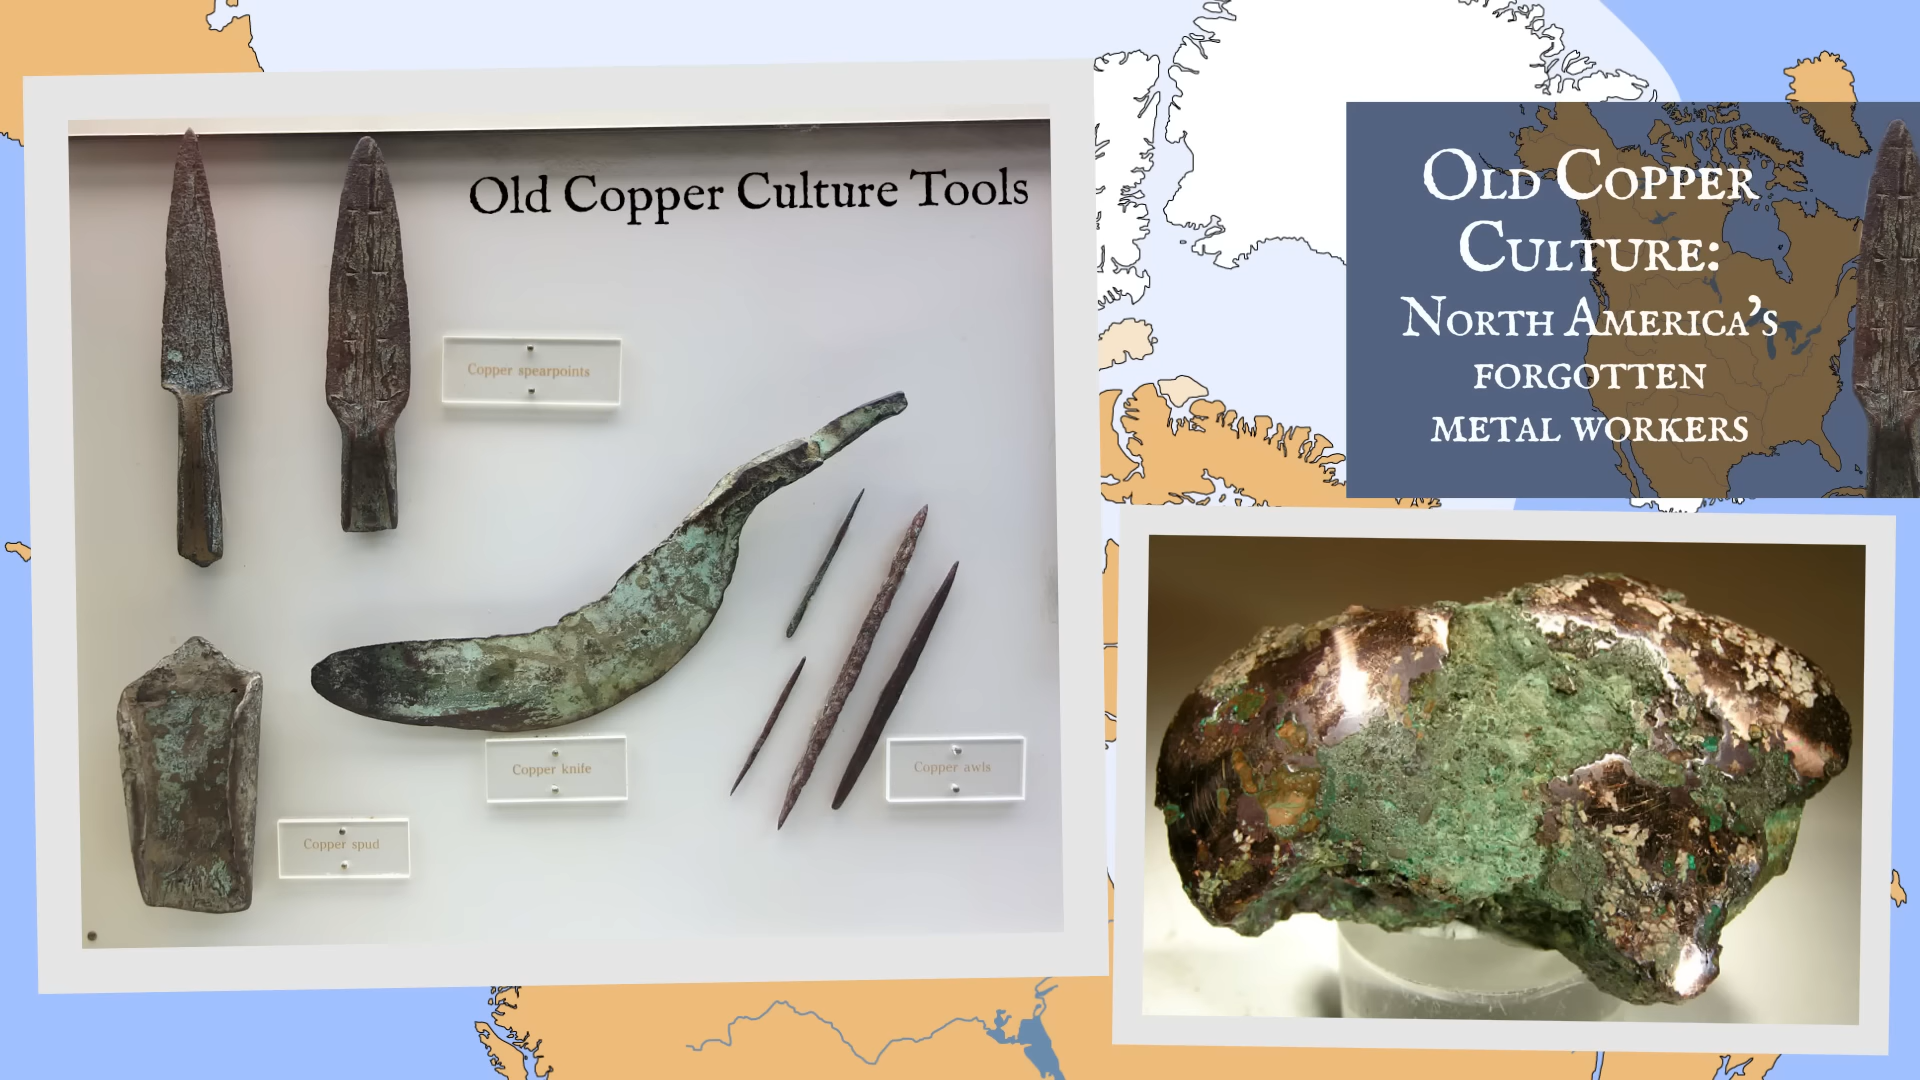 Old Copper Culture Tools
Copper spearpoints
Copper knife
Copper awls
Copper spud
Old Copper
Culture:
North America's
forgotten
metal workers